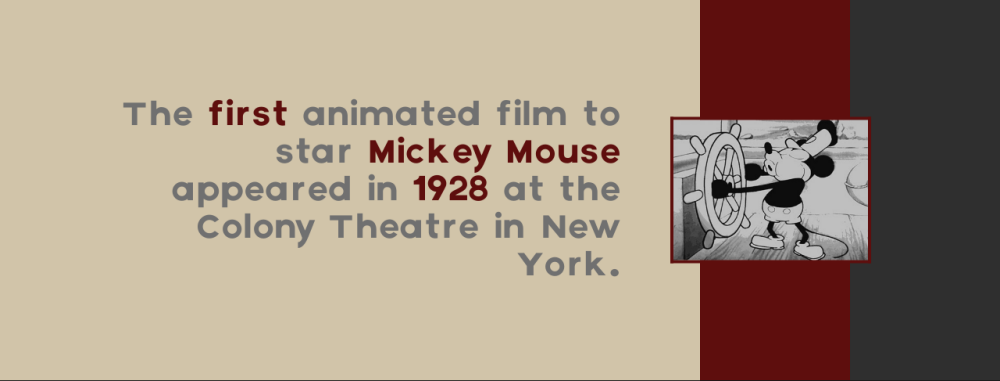 The first animated film to
star Mickey Mouse
appeared in 1928 at the
Colony Theatre in New
York.